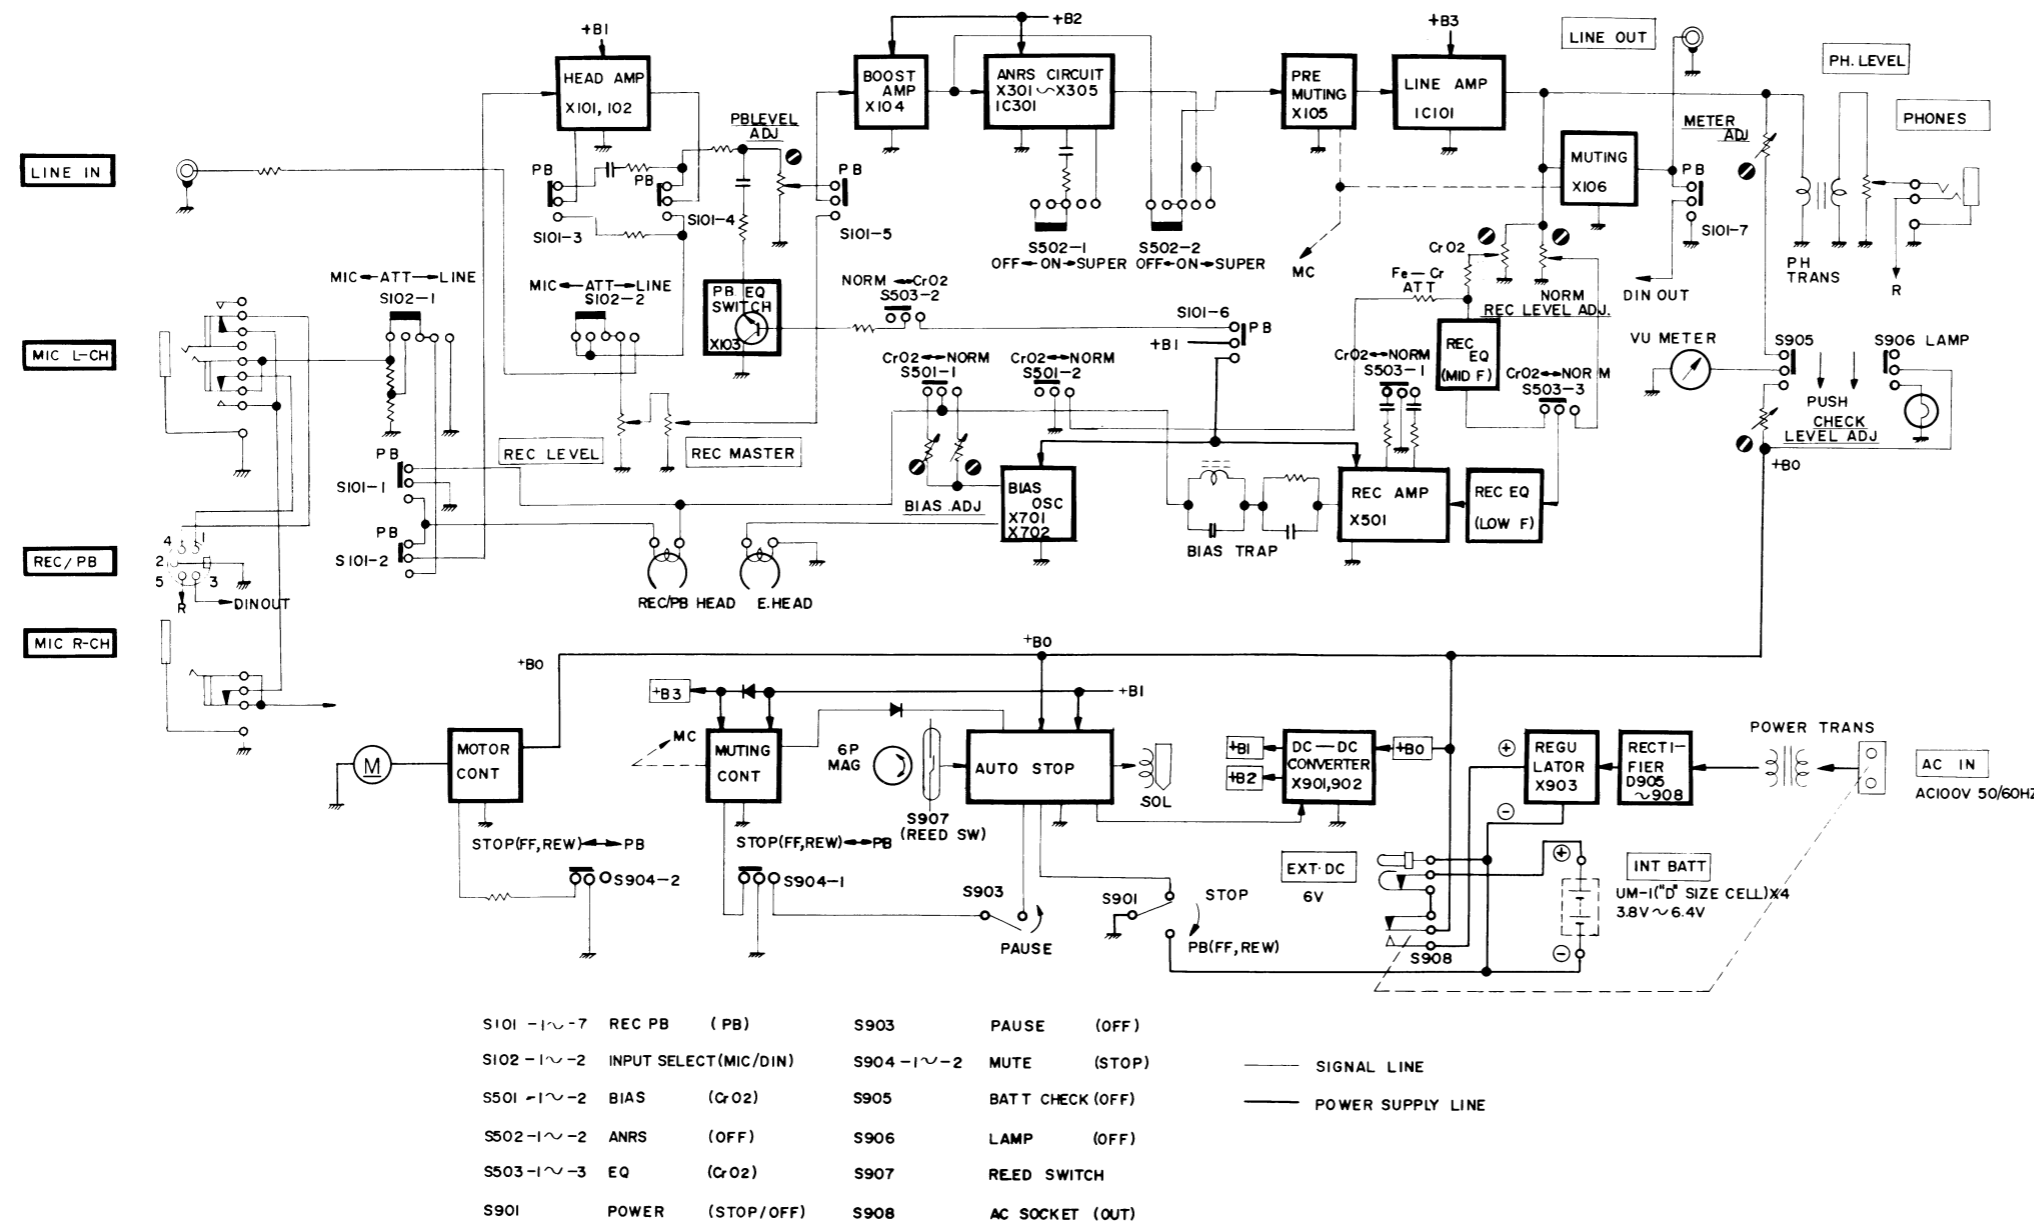 +B1
+B2
+B3
LINE OUT
PH. LEVEL
PHONES
HEAD AMP
X101, 102
BOOST
AMP
X104
ANRS CIRCUIT
X301 ~ X305
IC301
PRE
MUTING
X105
LINE AMP
IC101
METER
ADJ
MUTING
X106
PB LEVEL
ADJ
LINE IN
PB
PB
PB
PB
S101-3
S101-4
S101-5
S101-7
S502-1
OFF←ON→SUPER
S502-2
OFF←ON→SUPER
MC
CrO2
Fe-Cr
ATT
NORM
REC LEVEL ADJ.
DIN OUT
PH
TRANS
R
MIC←ATT→LINE
S102-1
MIC←ATT→LINE
S102-2
PB EQ
SWITCH
X103
NORM↔CrO2
S503-2
S101-6
PB
+B1
MIC L-CH
CrO2↔NORM
S501-1
CrO2↔NORM
S501-2
CrO2↔NORM
S503-1
REC
EQ
(MID F)
CrO2↔NORM
S503-3
VU METER
S905
S906 LAMP
PUSH
CHECK
LEVEL ADJ
+B0
REC LEVEL
REC MASTER
PB
S101-1
PB
S101-2
BIAS ADJ
BIAS
OSC
X701
X702
BIAS TRAP
REC AMP
X501
REC EQ
(LOW F)
REC/PB
4
1
2
5
3
R
DIN OUT
REC/PB HEAD
E. HEAD
MIC R-CH
+B0
+B0
+B3
+B1
MOTOR
CONT
M
MC
MUTING
CONT
6P
MAG
S907
(REED SW)
AUTO STOP
SOL
+B1
+B2
DC-DC
CONVERTER
X901,902
+B0
⊕
⊖
REGU
LATOR
X903
RECTI-
FIER
D905
~908
POWER TRANS
AC IN
AC100V 50/60HZ
STOP(FF,REW)↔PB
S904-2
STOP(FF,REW)↔PB
S904-1
S903
PAUSE
S901
STOP
PB(FF,REW)
EXT·DC
6V
S908
⊕
⊖
INT BATT
UM-1("D" SIZE CELL)X4
3.8V~6.4V
S101 -1~-7 REC PB (PB) S903 PAUSE (OFF)
S102 -1~-2 INPUT SELECT (MIC/DIN) S904-1~-2 MUTE (STOP)
SIGNAL LINE
S501 -1~-2 BIAS (CrO2) S905 BATT CHECK (OFF)
POWER SUPPLY LINE
S502-1~-2 ANRS (OFF) S906 LAMP (OFF)
S503-1~-3 EQ (CrO2) S907 REED SWITCH
S901 POWER (STOP/OFF) S908 AC SOCKET (OUT)